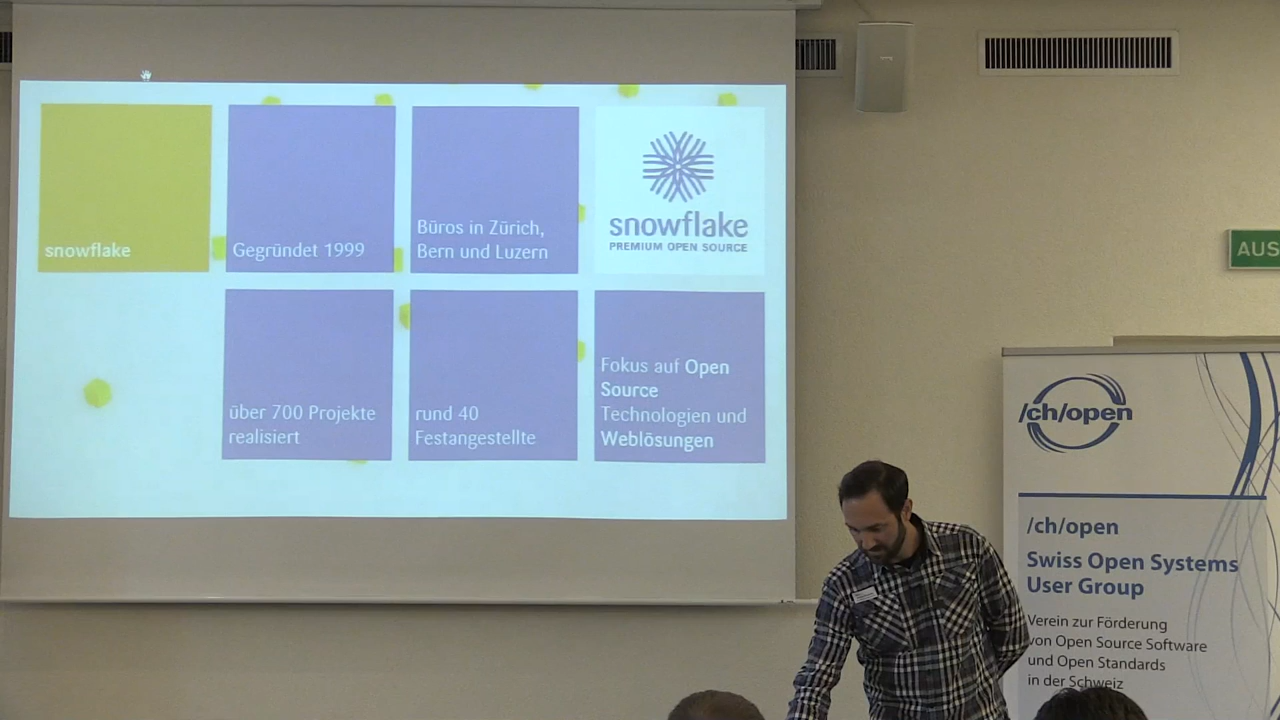 snowflake
Gegründet 1999
Büros in Zürich,
Bern und Luzern
snowflake
PREMIUM OPEN SOURCE
über 700 Projekte
realisiert
rund 40
Festangestellte
Fokus auf Open
Source
Technologien und
Weblösungen
AUS
/ch/open
/ch/open
Swiss Open Systems
User Group
Verein zur Förderung
von Open Source Software
und Open Standards
in der Schweiz